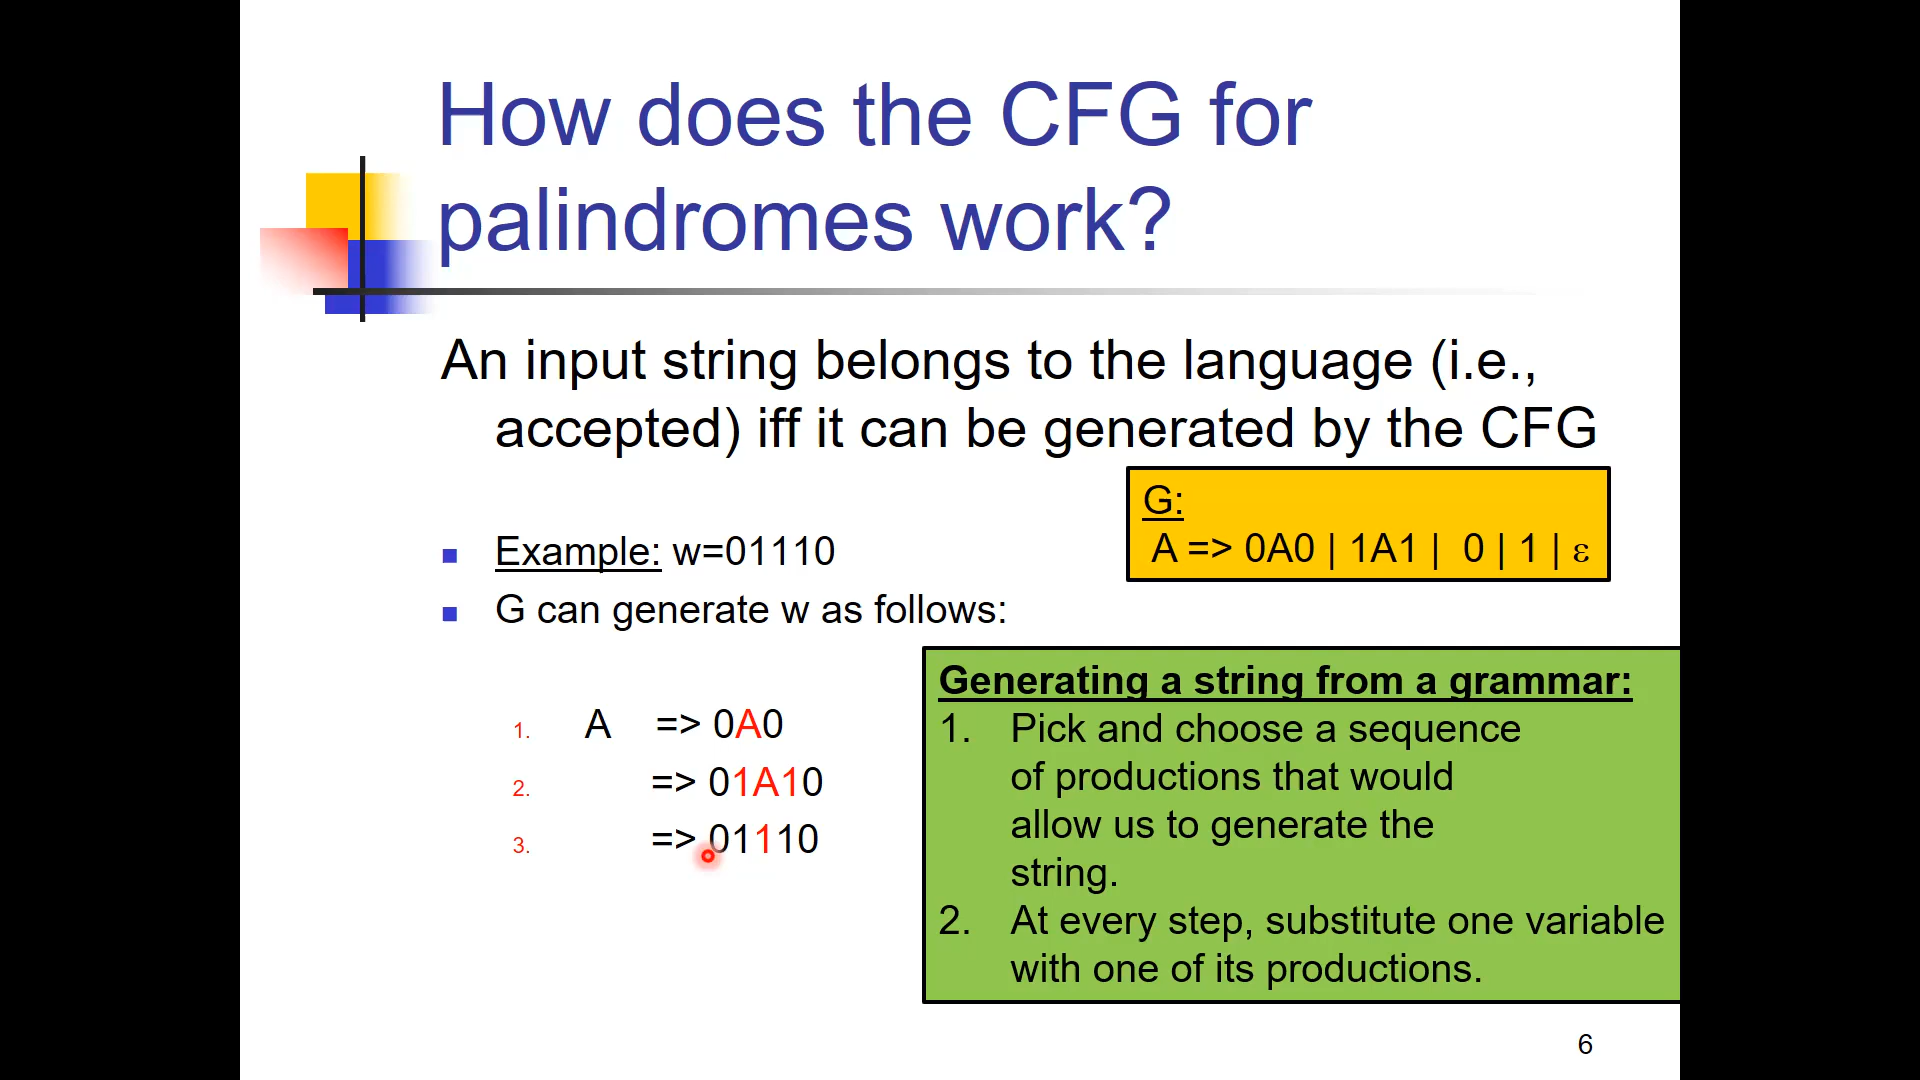 How does the CFG for
palindromes work?
An input string belongs to the language (i.e.,
accepted) iff it can be generated by the CFG
G:
A => 0A0 | 1A1 | 0 | 1 | ε
Example: w=01110
G can generate w as follows:
1. A => 0A0
2. => 01A10
3. => 01110
Generating a string from a grammar:
1. Pick and choose a sequence
of productions that would
allow us to generate the
string.
2. At every step, substitute one variable
with one of its productions.
6